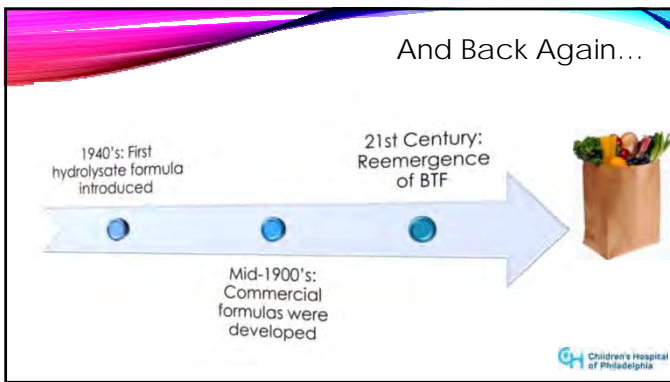 And Back Again...
1940's: First
hydrolysate formula
introduced
Mid-1900's:
Commercial
formulas were
developed
21st Century:
Reemergence
of BTF
Children's Hospital
of Philadelphia